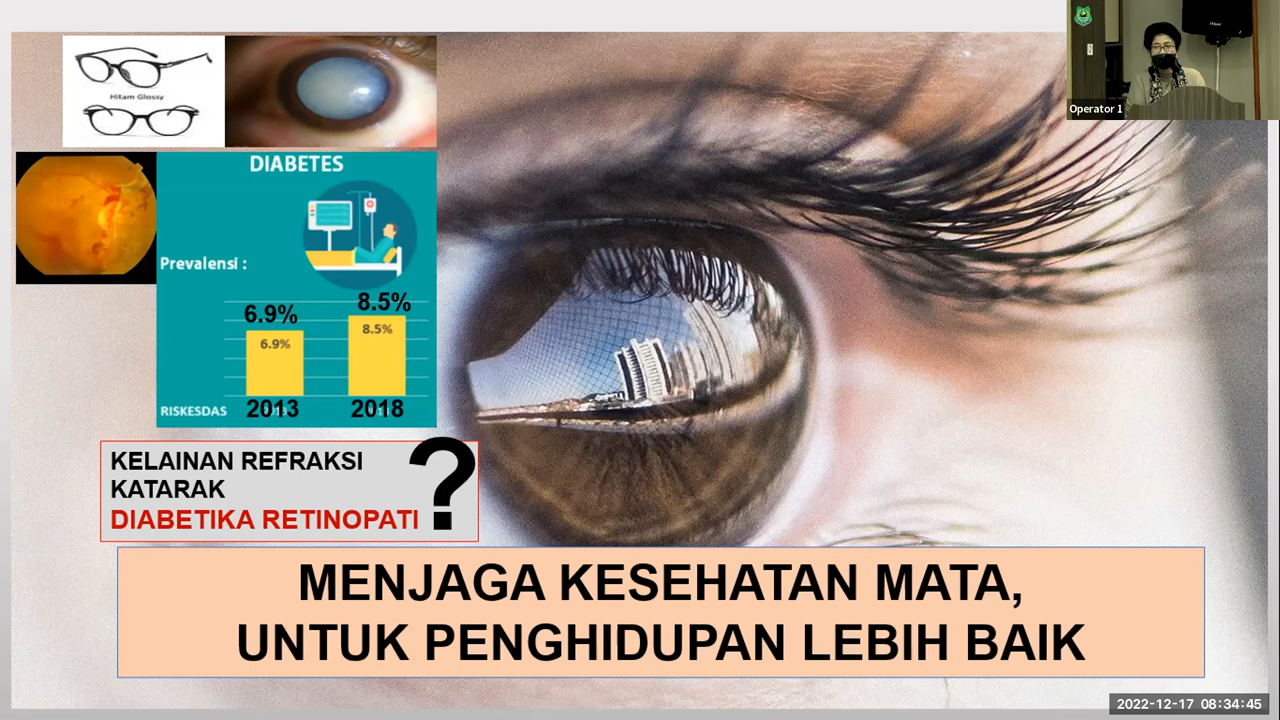 Hitam Glossy
Operator 1
DIABETES
Prevalensi :
6.9%
8.5%
6.9%
8.5%
RISKESDAS
2013
2018
KELAINAN REFRAKSI
KATARAK
DIABETIKA RETINOPATI
?
MENJAGA KESEHATAN MATA,
UNTUK PENGHIDUPAN LEBIH BAIK
2022-12-17 08:34:45